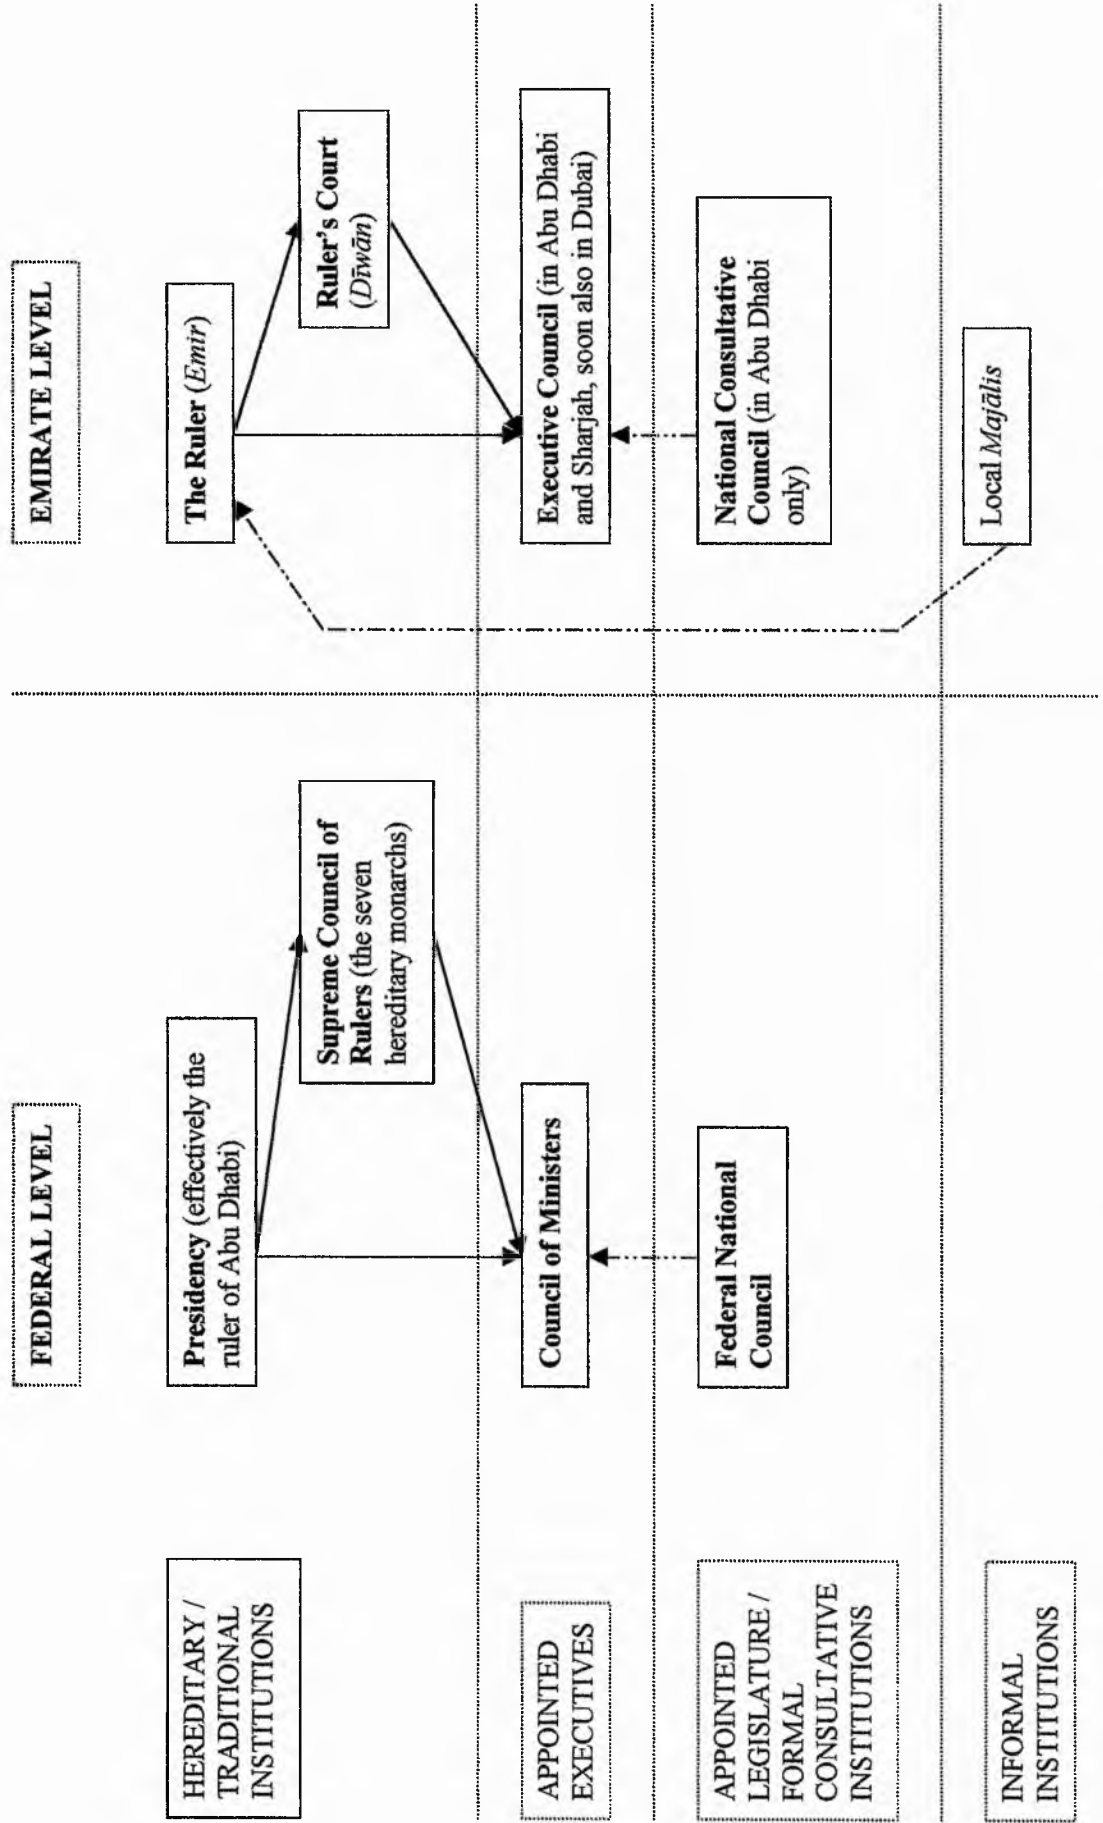 FEDERAL LEVEL
EMIRATE LEVEL
HEREDITARY /
TRADITIONAL
INSTITUTIONS
Presidency (effectively the
ruler of Abu Dhabi)
Supreme Council of
Rulers (the seven
hereditary monarchs)
The Ruler (Emir)
Ruler's Court
(Dīwān)
APPOINTED
EXECUTIVES
Council of Ministers
Executive Council (in Abu Dhabi
and Sharjah, soon also in Dubai)
APPOINTED
LEGISLATURE /
FORMAL
CONSULTATIVE
INSTITUTIONS
Federal National
Council
National Consultative
Council (in Abu Dhabi
only)
INFORMAL
INSTITUTIONS
Local Majālis